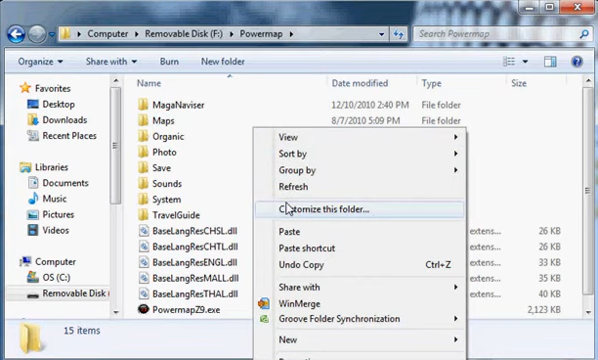 Computer ▸ Removable Disk (F:) ▸ Powermap ▸
Search Powermap
Organize ▾ Share with ▾ Burn New folder
Favorites
Desktop
Downloads
Recent Places
Libraries
Music
Pictures
Videos
Computer
OS (C:)
Removable Disk (
Name Date modified Type Size
MagaNaviser 12/10/2010 2:40 PM File folder
Maps 8/7/2010 5:09 PM File folder
Organic
Photo
Save
Sounds
System
TravelGuide
BaseLangResCHSL.dll extens... 26 KB
BaseLangResCHTL.dll extens... 26 KB
BaseLangResENGL.dll extens... 33 KB
BaseLangResMALL.dll extens... 35 KB
BaseLangResTHAL.dll extens... 40 KB
PowermapZ9.exe 2,123 KB
View
Sort by
Group by
Refresh
Customize this folder...
Paste
Paste shortcut
Undo Copy Ctrl+Z
Share with
WinMerge
Groove Folder Synchronization
New
15 items